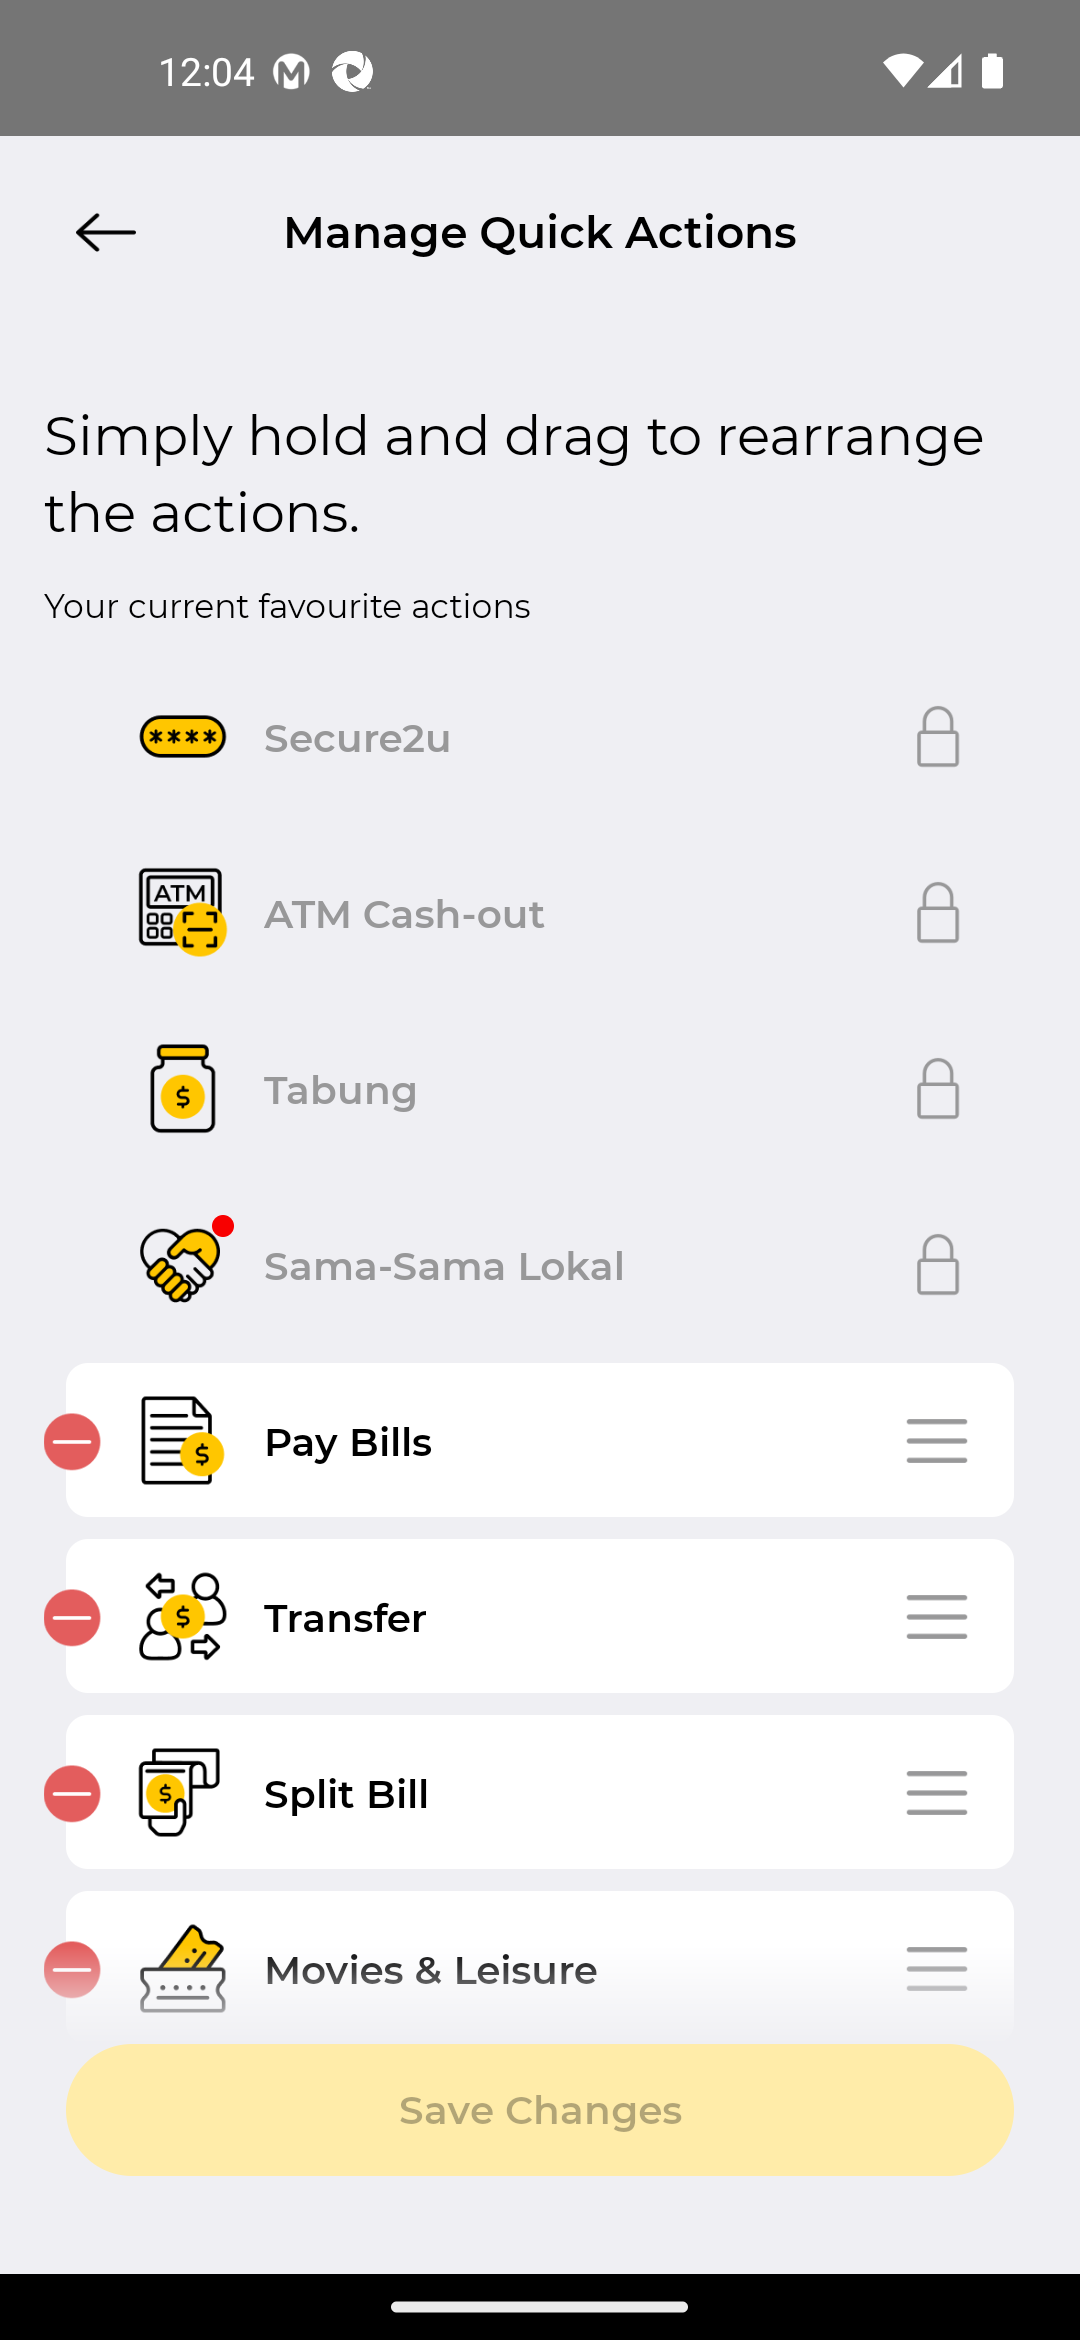 12:04
Manage Quick Actions
Simply hold and drag to rearrange
the actions.
Your current favourite actions
****
Secure2u
ATM
ATM Cash-out
$
Tabung
Sama-Sama Lokal
$
Pay Bills
$
Transfer
$
Split Bill
Movies & Leisure
Save Changes